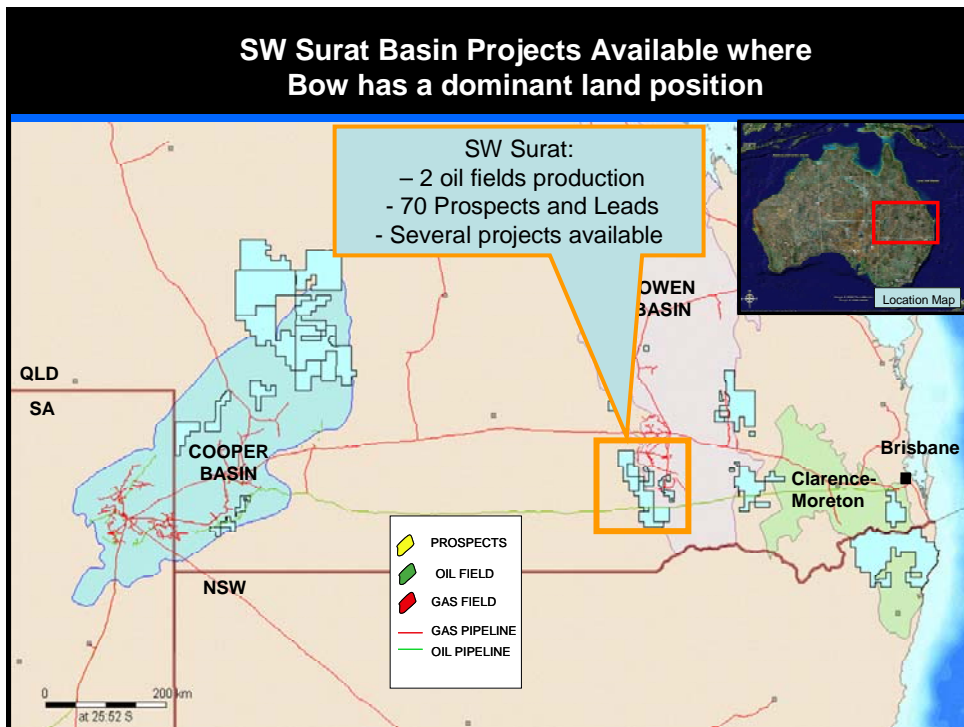 SW Surat Basin Projects Available where
Bow has a dominant land position
SW Surat:
– 2 oil fields production
- 70 Prospects and Leads
- Several projects available
Location Map
OWEN
BASIN
QLD
SA
COOPER
BASIN
Brisbane
Clarence-
Moreton
NSW
PROSPECTS
OIL FIELD
GAS FIELD
GAS PIPELINE
OIL PIPELINE
0 200 km
at 25:52 S